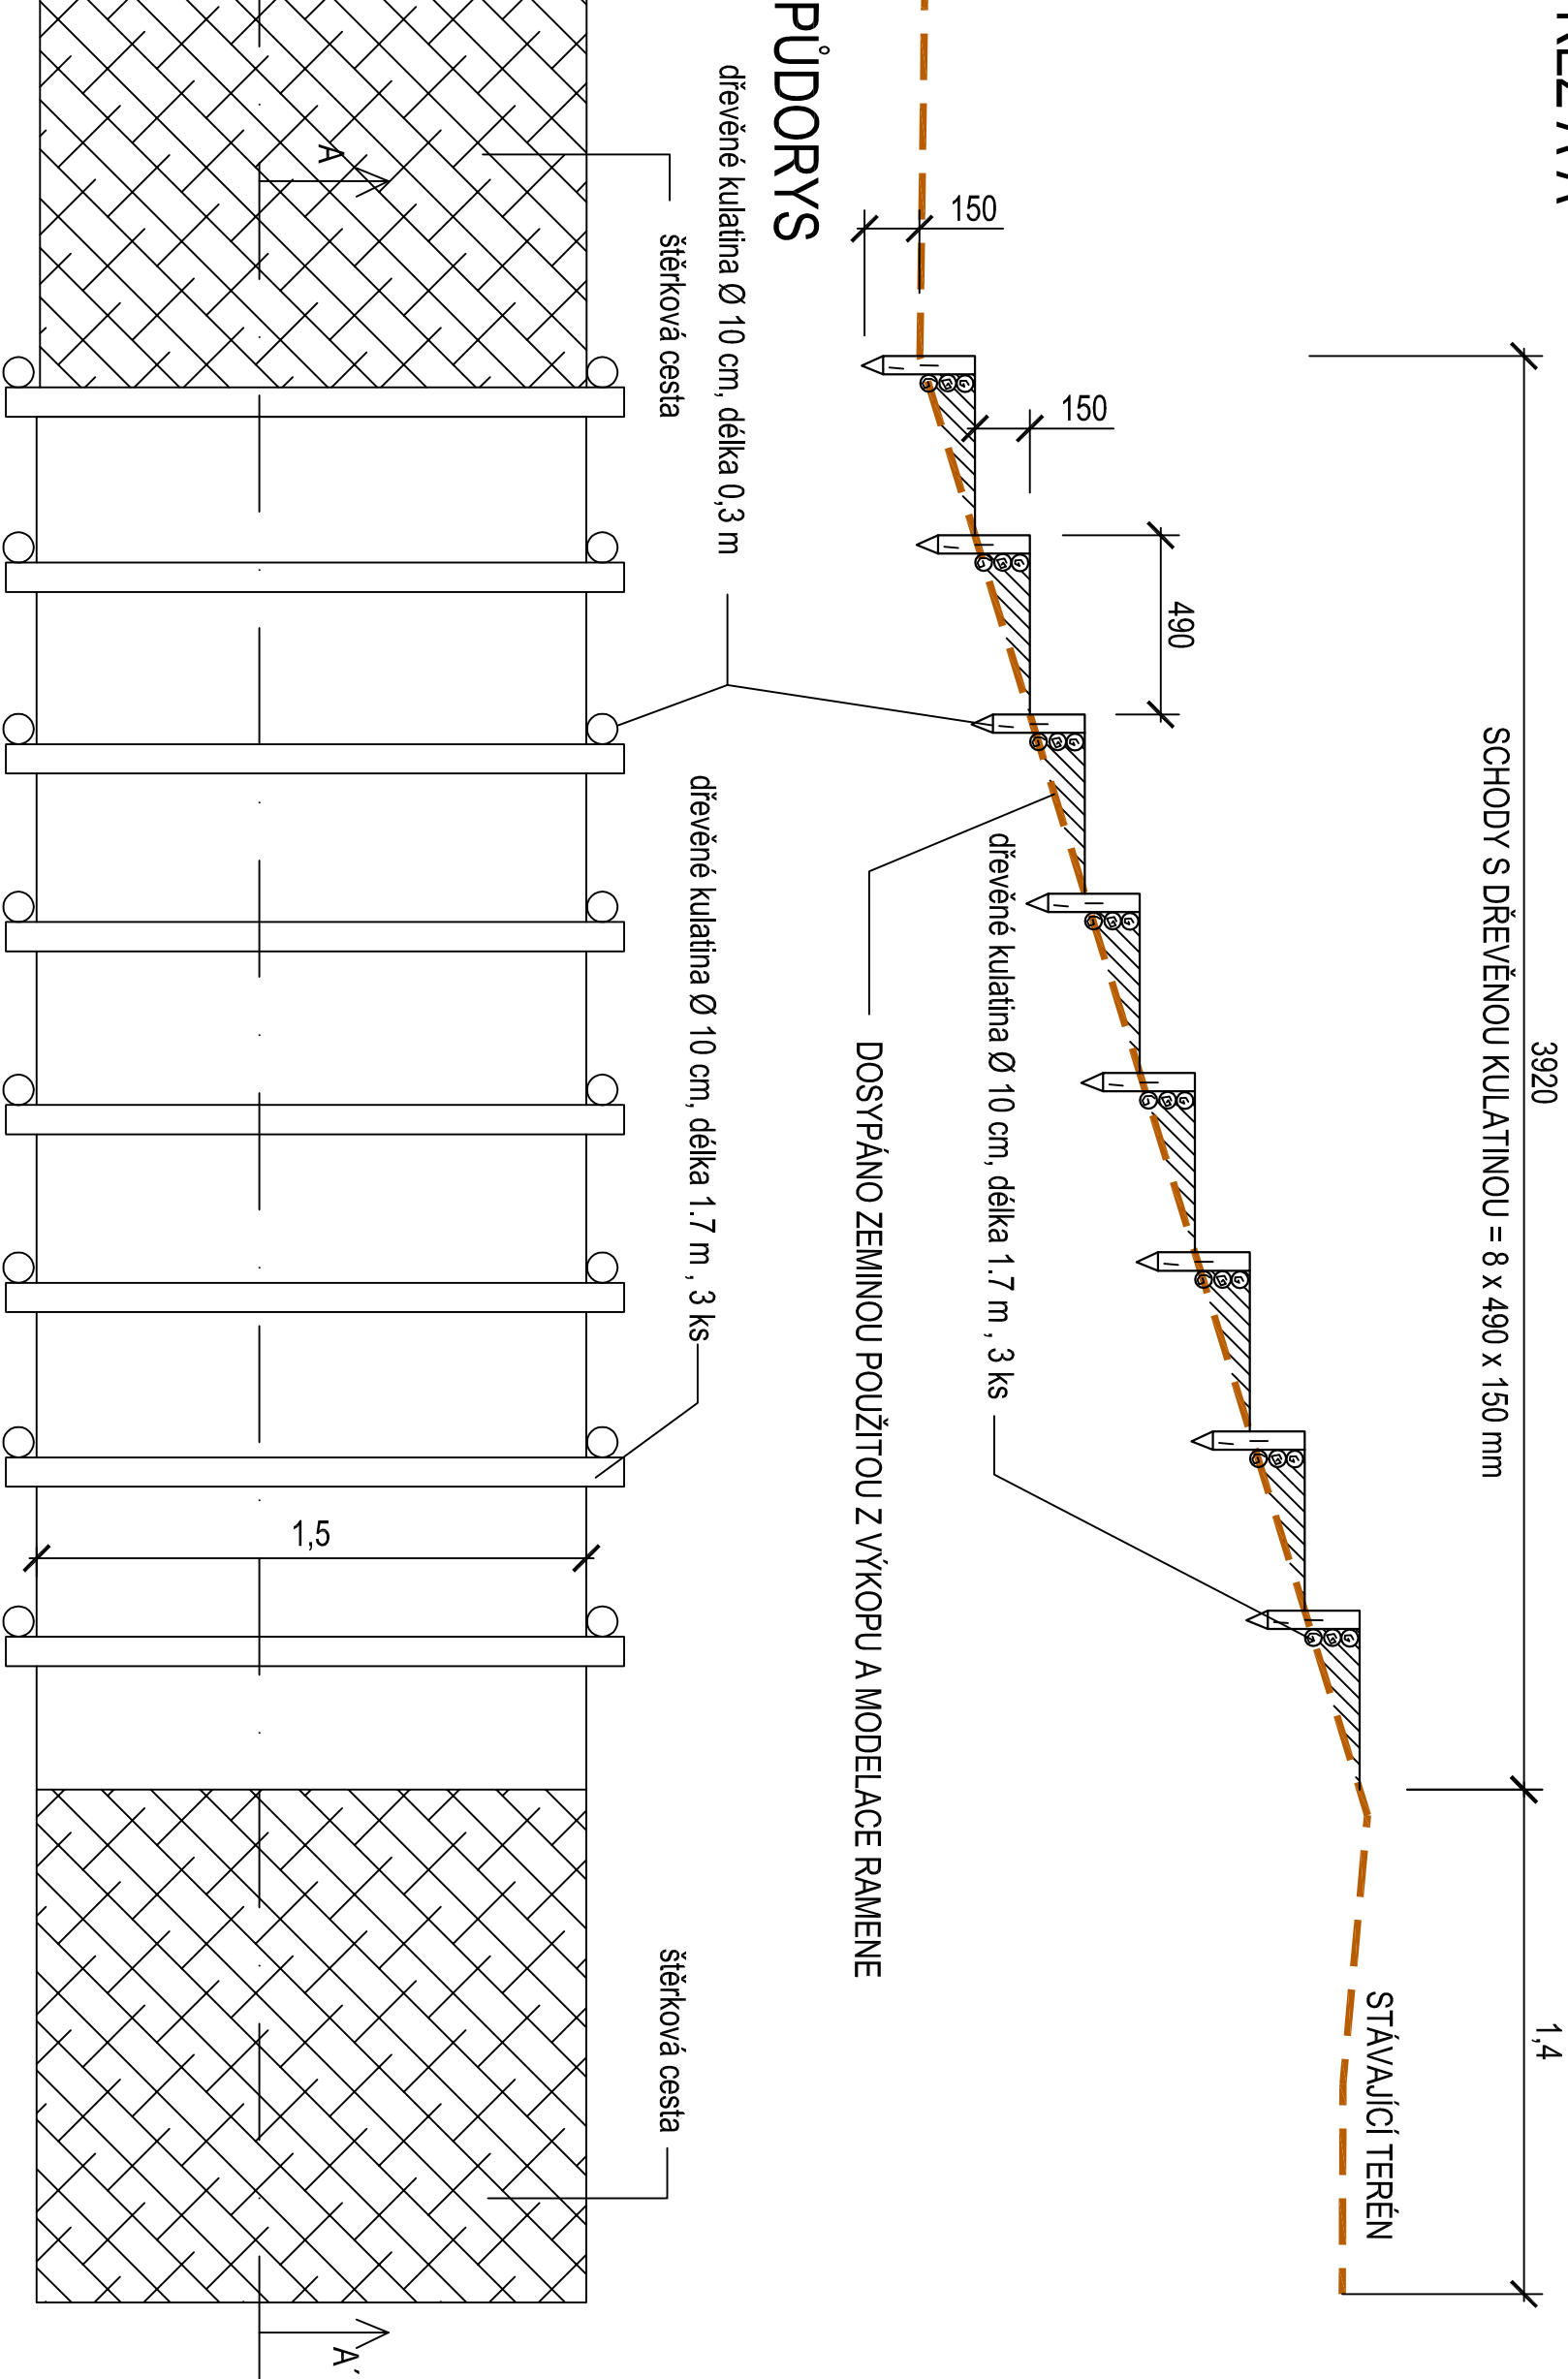 ŘEZ A A´
3920
1,4
SCHODY S DŘEVĚNOU KULATINOU = 8 x 490 x 150 mm
STÁVAJÍCÍ TERÉN
490
150
150
dřevěné kulatina Ø 10 cm, délka 1.7 m , 3 ks
DOSYPÁNO ZEMINOU POUŽITOU Z VÝKOPU A MODELACE RAMENE
PŮDORYS
dřevěné kulatina Ø 10 cm, délka 0,3 m
dřevěné kulatina Ø 10 cm, délka 1.7 m , 3 ks
štěrková cesta
štěrková cesta
1,5
A
A´